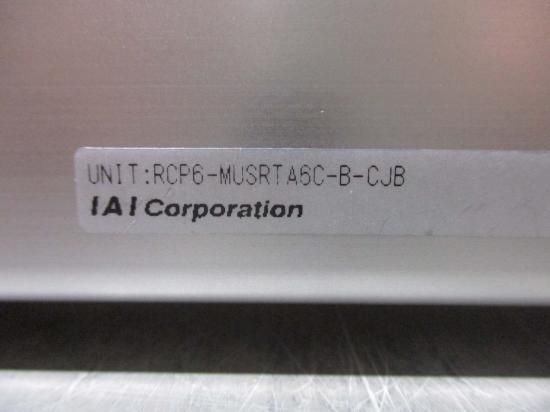 UNIT:RCP6-MUSRTA6C-B-CJB
IAI Corporation